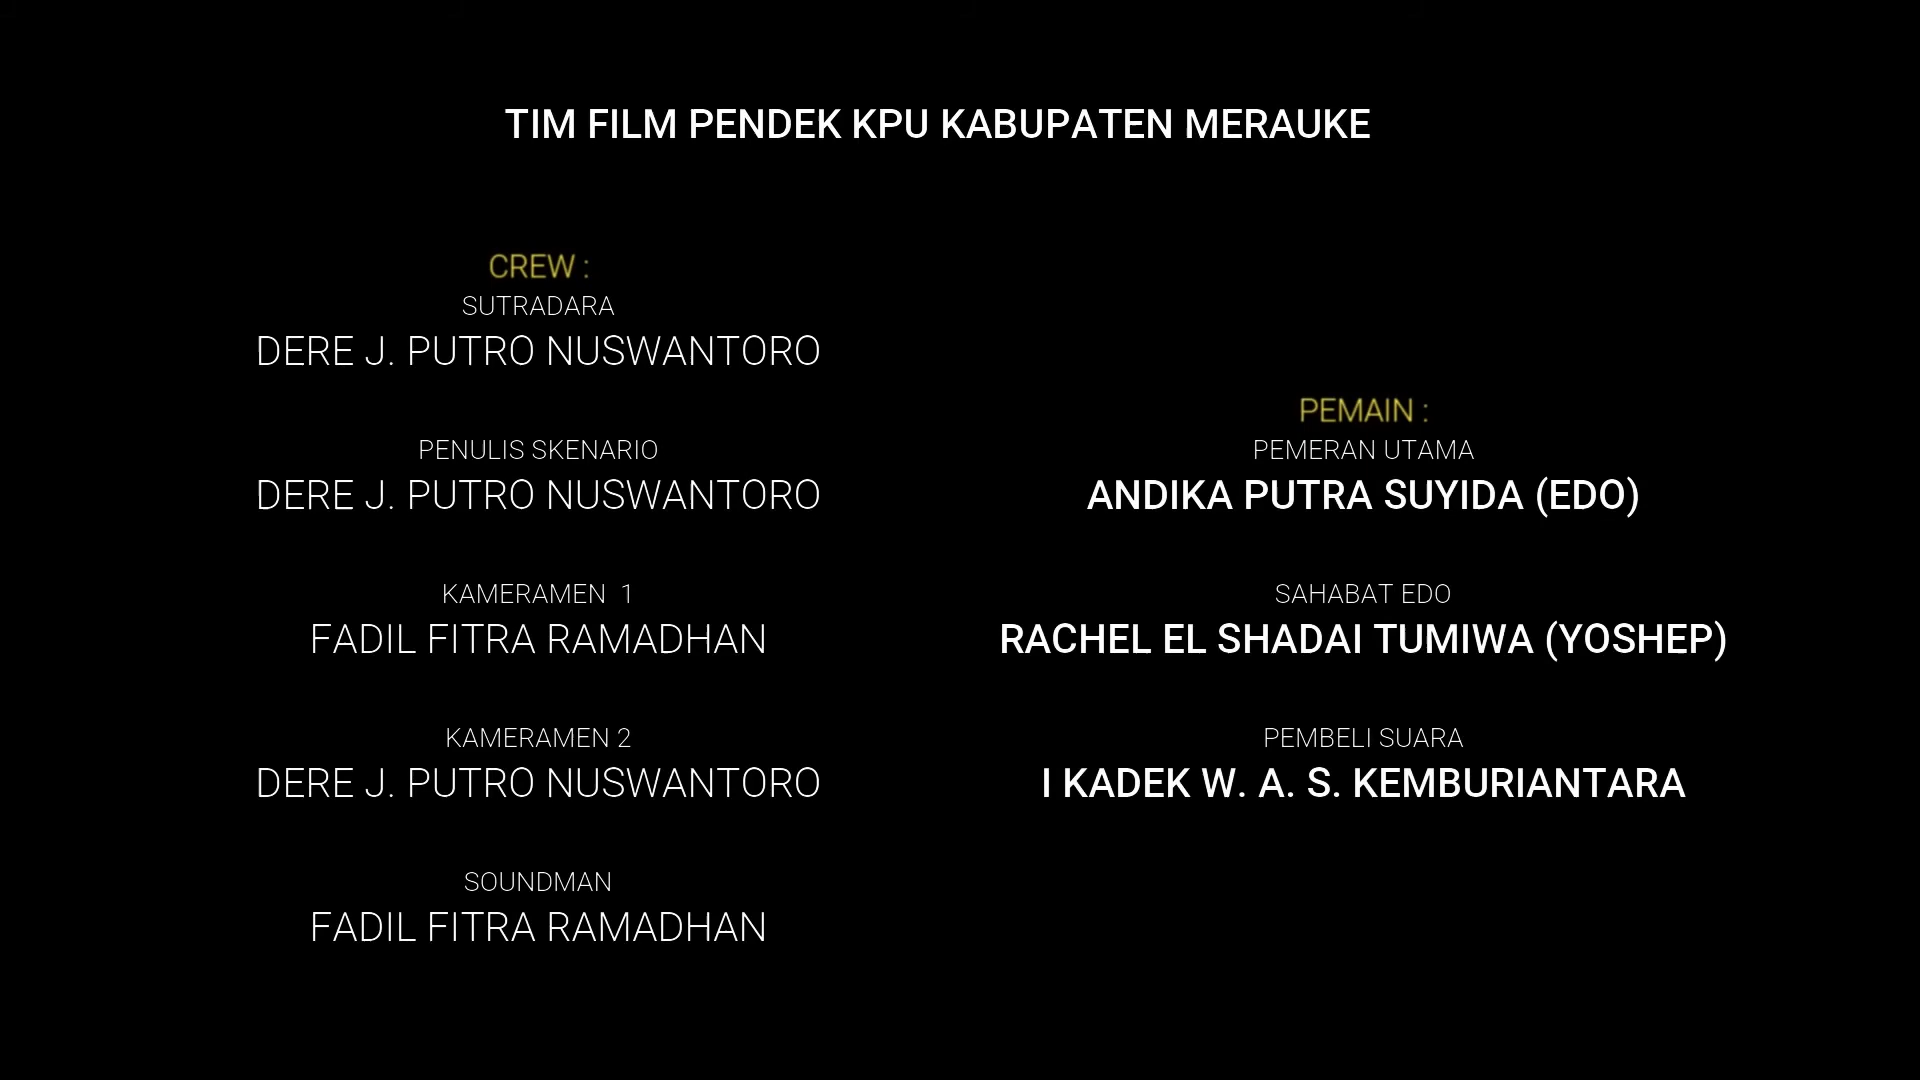 TIM FILM PENDEK KPU KABUPATEN MERAUKE
CREW :
SUTRADARA
DERE J. PUTRO NUSWANTORO
PENULIS SKENARIO
DERE J. PUTRO NUSWANTORO
KAMERAMEN 1
FADIL FITRA RAMADHAN
KAMERAMEN 2
DERE J. PUTRO NUSWANTORO
SOUNDMAN
FADIL FITRA RAMADHAN
PEMAIN :
PEMERAN UTAMA
ANDIKA PUTRA SUYIDA (EDO)
SAHABAT EDO
RACHEL EL SHADAI TUMIWA (YOSHEP)
PEMBELI SUARA
I KADEK W. A. S. KEMBURIANTARA